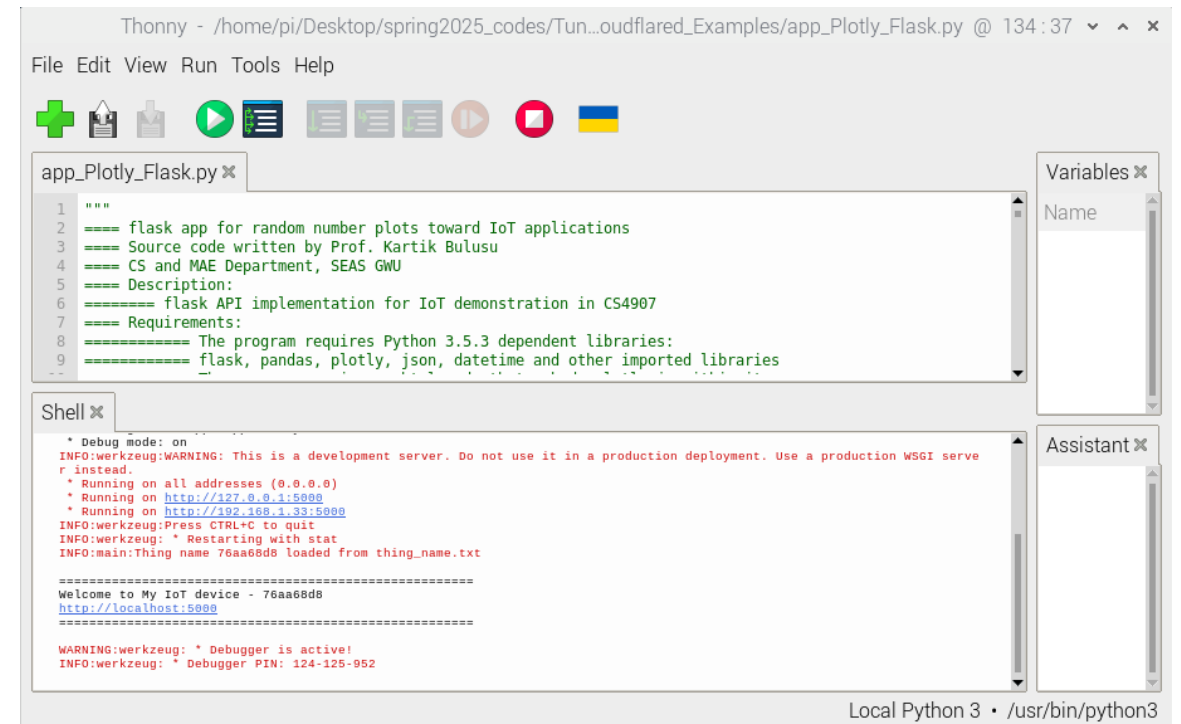 Thonny - /home/pi/Desktop/spring2025_codes/Tun...oudflared_Examples/app_Plotly_Flask.py @ 134:37
File Edit View Run Tools Help
app_Plotly_Flask.py
1 """
2 ==== flask app for random number plots toward IoT applications
3 ==== Source code written by Prof. Kartik Bulusu
4 ==== CS and MAE Department, SEAS GWU
5 ==== Description:
6 ======== flask API implementation for IoT demonstration in CS4907
7 ==== Requirements:
8 ============ The program requires Python 3.5.3 dependent libraries:
9 ============ flask, pandas, plotly, json, datetime and other imported libraries
Variables
Name
Shell
* Debug mode: on
INFO:werkzeug:WARNING: This is a development server. Do not use it in a production deployment. Use a production WSGI serve
r instead.
* Running on all addresses (0.0.0.0)
* Running on http://127.0.0.1:5000
* Running on http://192.168.1.33:5000
INFO:werkzeug:Press CTRL+C to quit
INFO:werkzeug: * Restarting with stat
INFO:main:Thing name 76aa68d8 loaded from thing_name.txt
=======================================================
Welcome to My IoT device - 76aa68d8
http://localhost:5000
=======================================================
WARNING:werkzeug: * Debugger is active!
INFO:werkzeug: * Debugger PIN: 124-125-952
Assistant
Local Python 3 • /usr/bin/python3